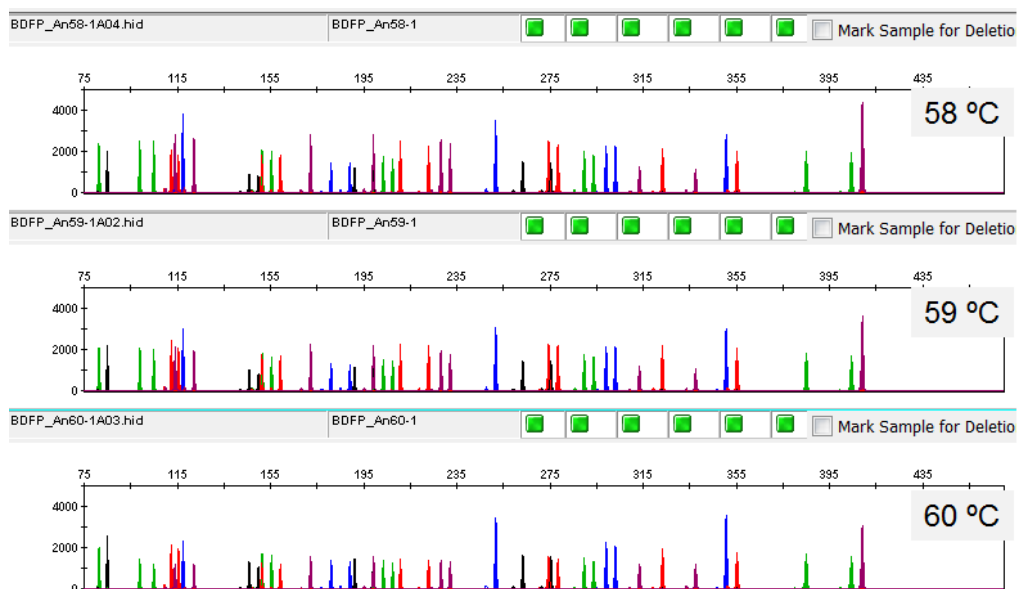 BDFP_An58-1A04.hid BDFP_An58-1 Mark Sample for Deletio
75 115 155 195 235 275 315 355 395 435
58 ºC
4000
2000
0
BDFP_An59-1A02.hid BDFP_An59-1 Mark Sample for Deletio
75 115 155 195 235 275 315 355 395 435
59 ºC
4000
2000
0
BDFP_An60-1A03.hid BDFP_An60-1 Mark Sample for Deletio
75 115 155 195 235 275 315 355 395 435
60 ºC
4000
2000
0